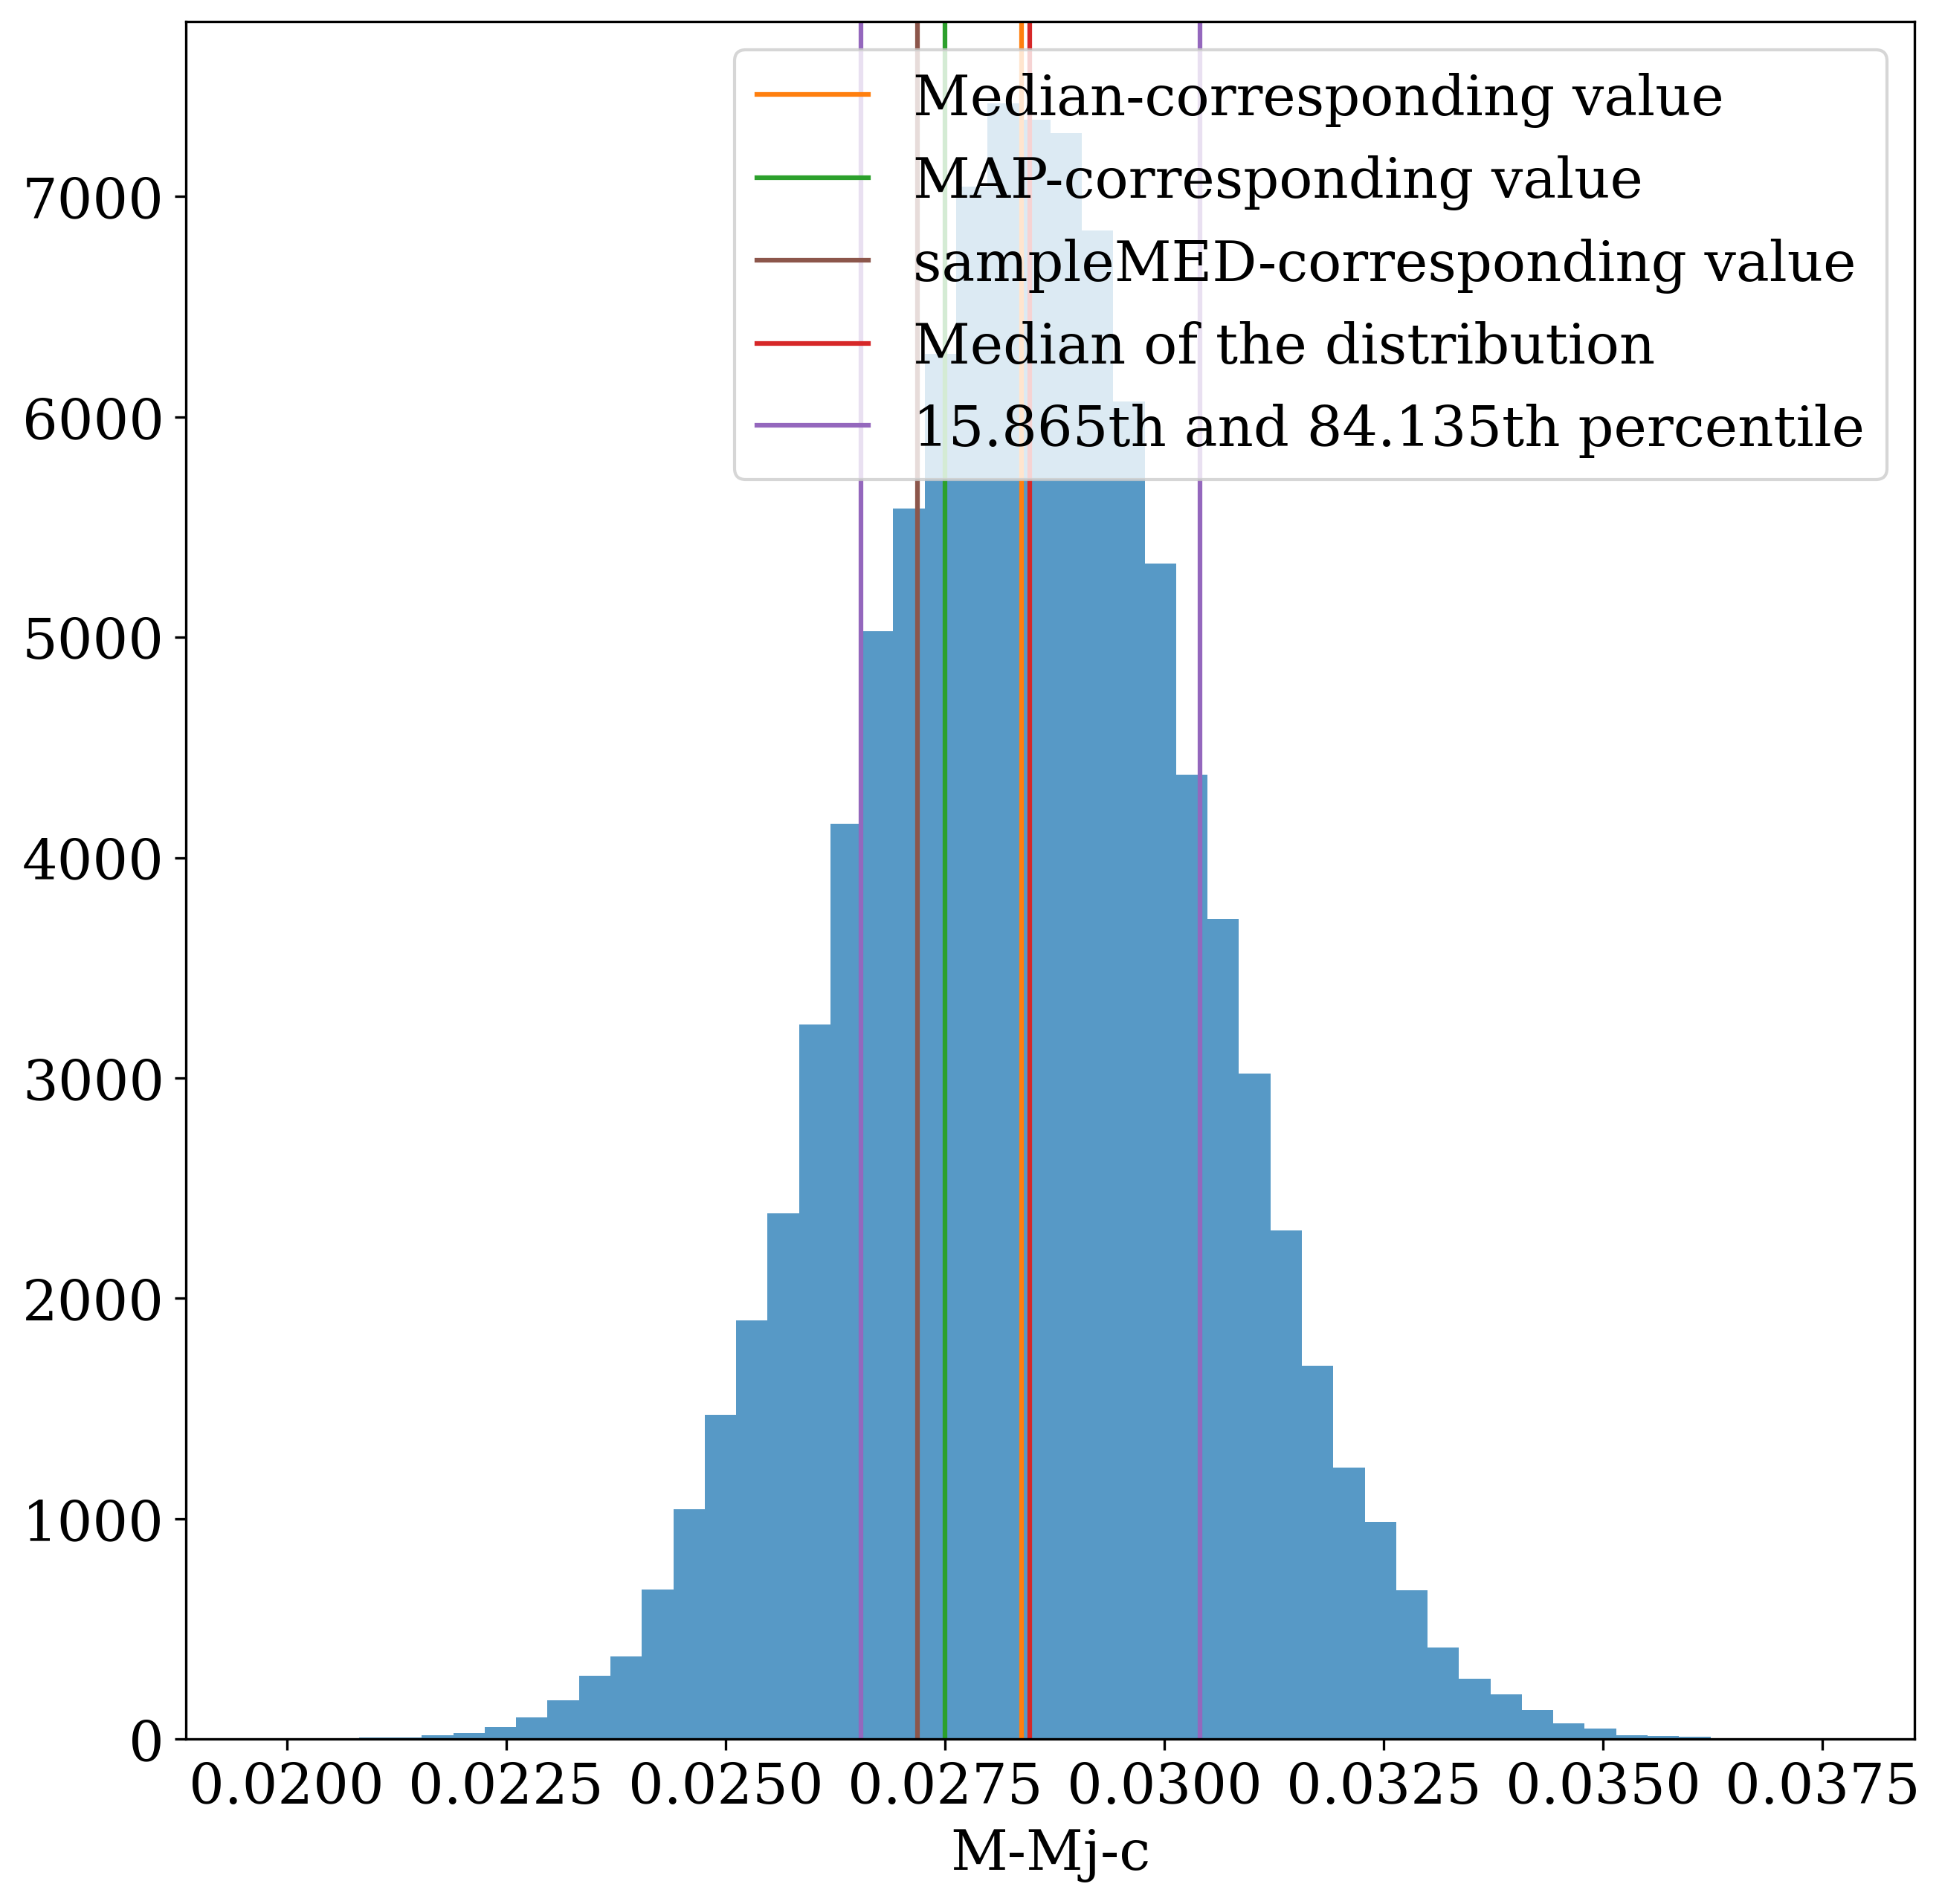 Median-corresponding value
MAP-corresponding value
sampleMED-corresponding value
Median of the distribution
15.865th and 84.135th percentile
7000
6000
5000
4000
3000
2000
1000
0
0.0200 0.0225 0.0250 0.0275 0.0300 0.0325 0.0350 0.0375
M-Mj-c